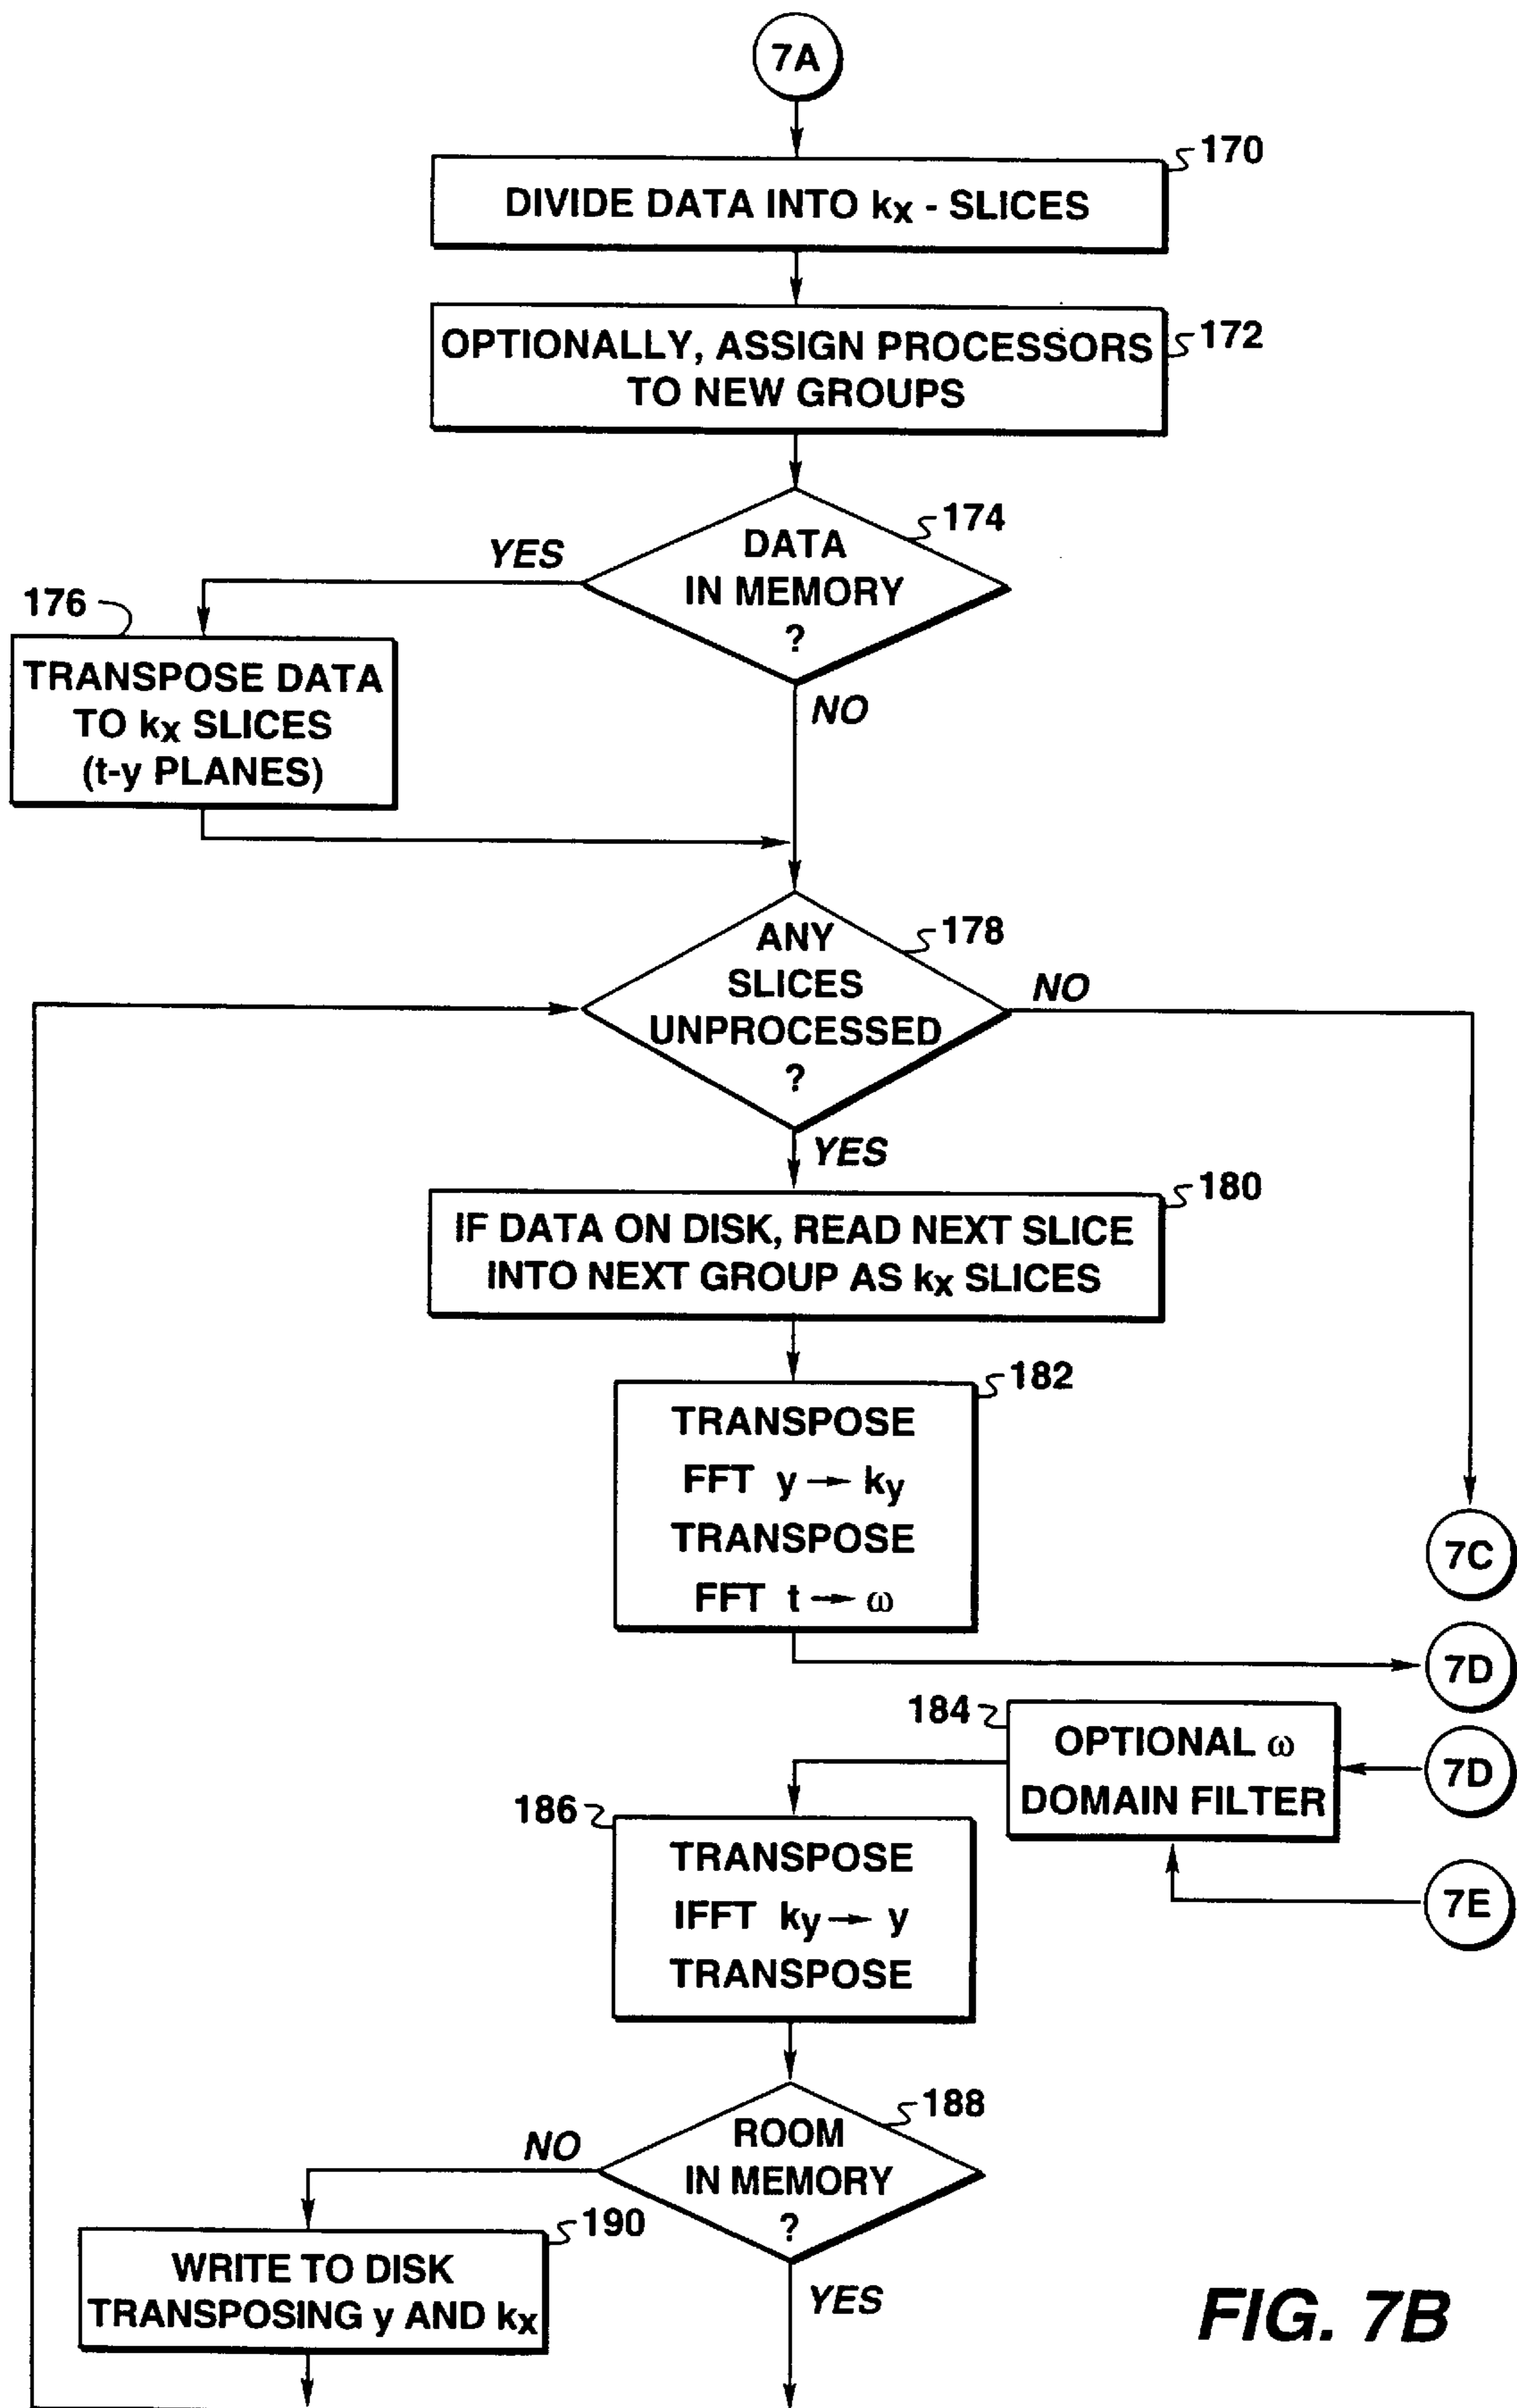 7A
170
DIVIDE DATA INTO kx - SLICES
OPTIONALLY, ASSIGN PROCESSORS
TO NEW GROUPS
172
174
DATA
IN MEMORY
?
YES
NO
176
TRANSPOSE DATA
TO kx SLICES
(t-y PLANES)
178
ANY
SLICES
UNPROCESSED
?
NO
YES
180
IF DATA ON DISK, READ NEXT SLICE
INTO NEXT GROUP AS kx SLICES
182
TRANSPOSE
FFT y → ky
TRANSPOSE
FFT t → ω
7C
7D
184
OPTIONAL ω
DOMAIN FILTER
7D
7E
186
TRANSPOSE
IFFT ky → y
TRANSPOSE
188
ROOM
IN MEMORY
?
NO
YES
190
WRITE TO DISK
TRANSPOSING y AND kx
FIG. 7B